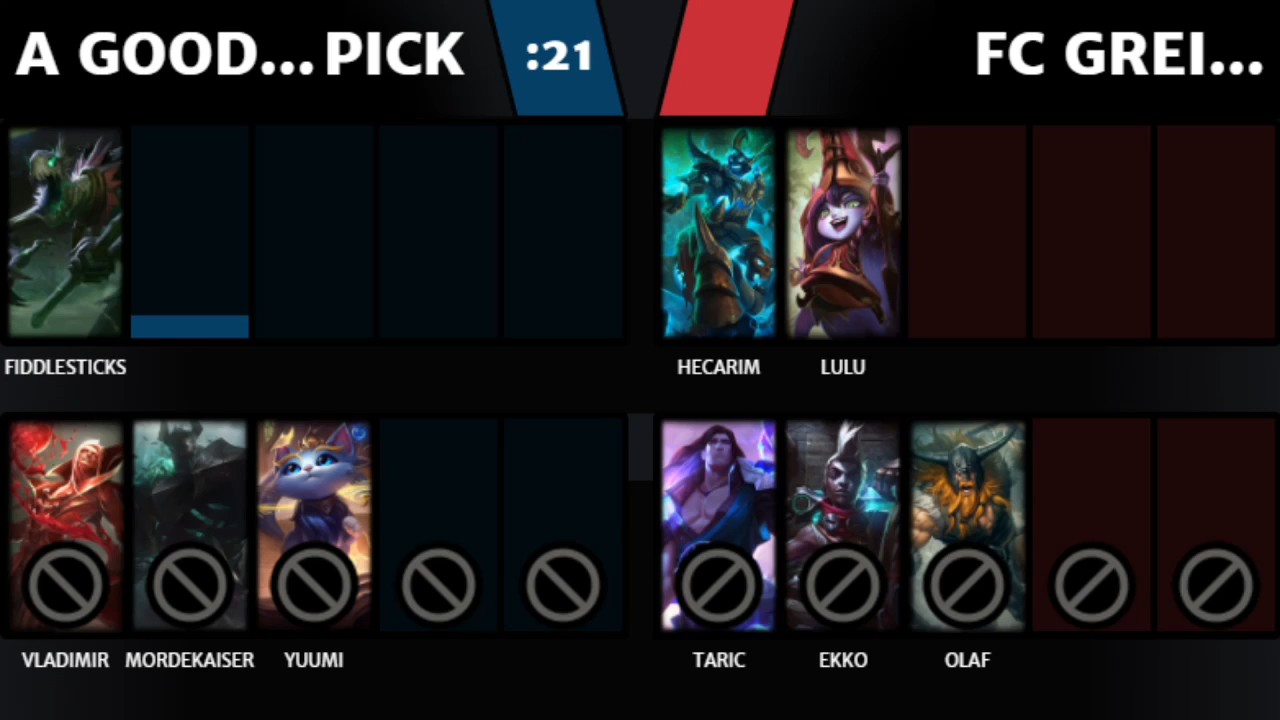 A GOOD... PICK
:21
FC GREI...
FIDDLESTICKS
HECARIM
LULU
VLADIMIR
MORDEKAISER
YUUMI
TARIC
EKKO
OLAF